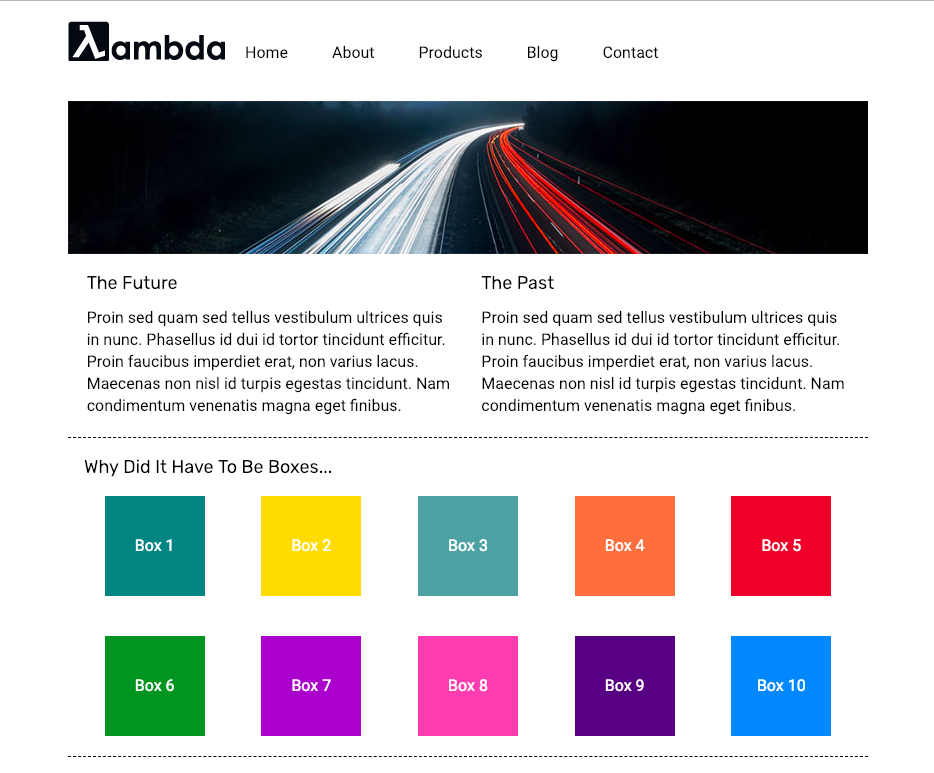 λambda
Home About Products Blog Contact
The Future
Proin sed quam sed tellus vestibulum ultrices quis
in nunc. Phasellus id dui id tortor tincidunt efficitur.
Proin faucibus imperdiet erat, non varius lacus.
Maecenas non nisl id turpis egestas tincidunt. Nam
condimentum venenatis magna eget finibus.
The Past
Proin sed quam sed tellus vestibulum ultrices quis
in nunc. Phasellus id dui id tortor tincidunt efficitur.
Proin faucibus imperdiet erat, non varius lacus.
Maecenas non nisl id turpis egestas tincidunt. Nam
condimentum venenatis magna eget finibus.
Why Did It Have To Be Boxes...
Box 1 Box 2 Box 3 Box 4 Box 5
Box 6 Box 7 Box 8 Box 9 Box 10